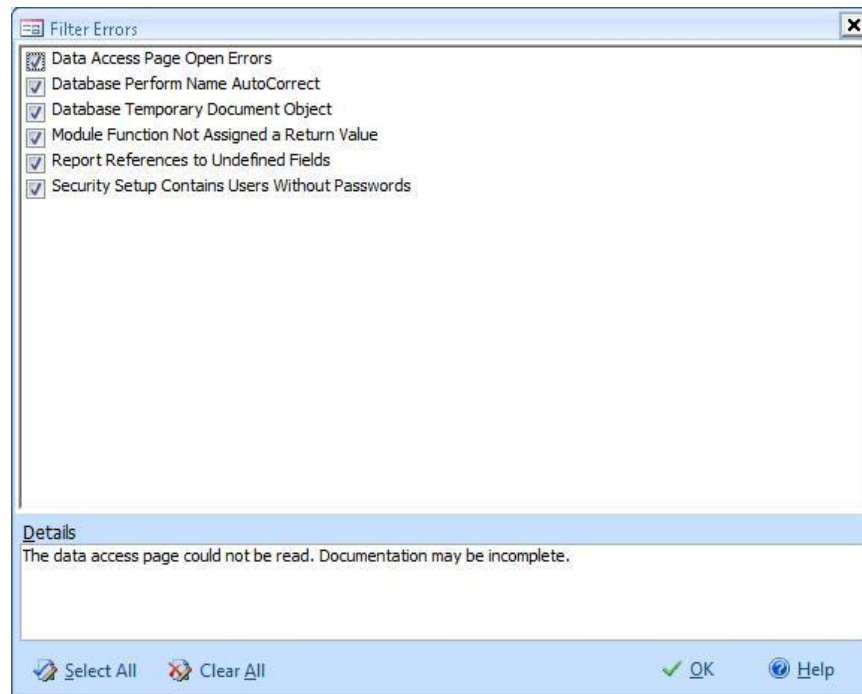 Filter Errors
Data Access Page Open Errors
Database Perform Name AutoCorrect
Database Temporary Document Object
Module Function Not Assigned a Return Value
Report References to Undefined Fields
Security Setup Contains Users Without Passwords
Details
The data access page could not be read. Documentation may be incomplete.
Select All Clear All OK Help